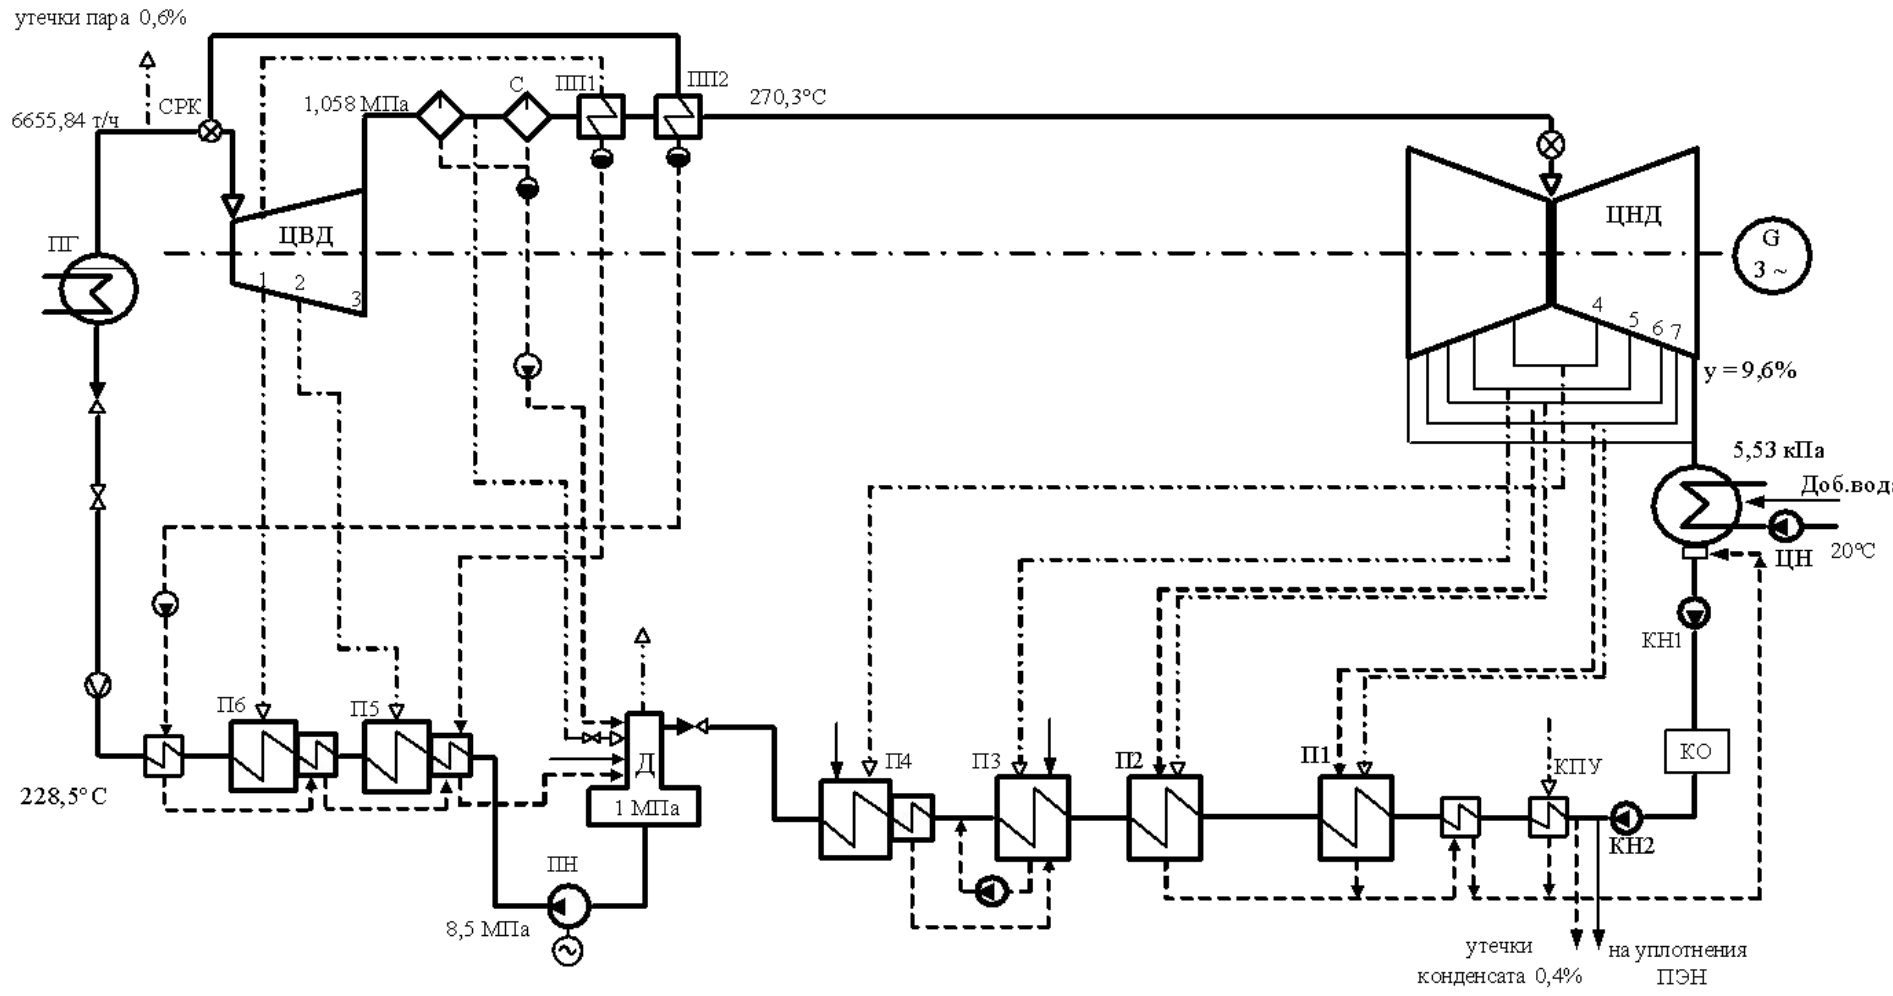 утечки пара 0,6%
СРК
6655,84 т/ч
1,058 МПа
С
ПП1
ПП2
270,3°С
ПГ
ЦВД
1
2
3
ЦНД
G
3 ~
4
5
6
7
y = 9,6%
5,53 кПа
Доб.вода
ЦН
20°С
КН1
КО
КН2
КПУ
П6
П5
Д
1 МПа
П4
П3
П2
П1
228,5° С
ПН
8,5 МПа
утечки
конденсата 0,4%
на уплотнения
ПЭН